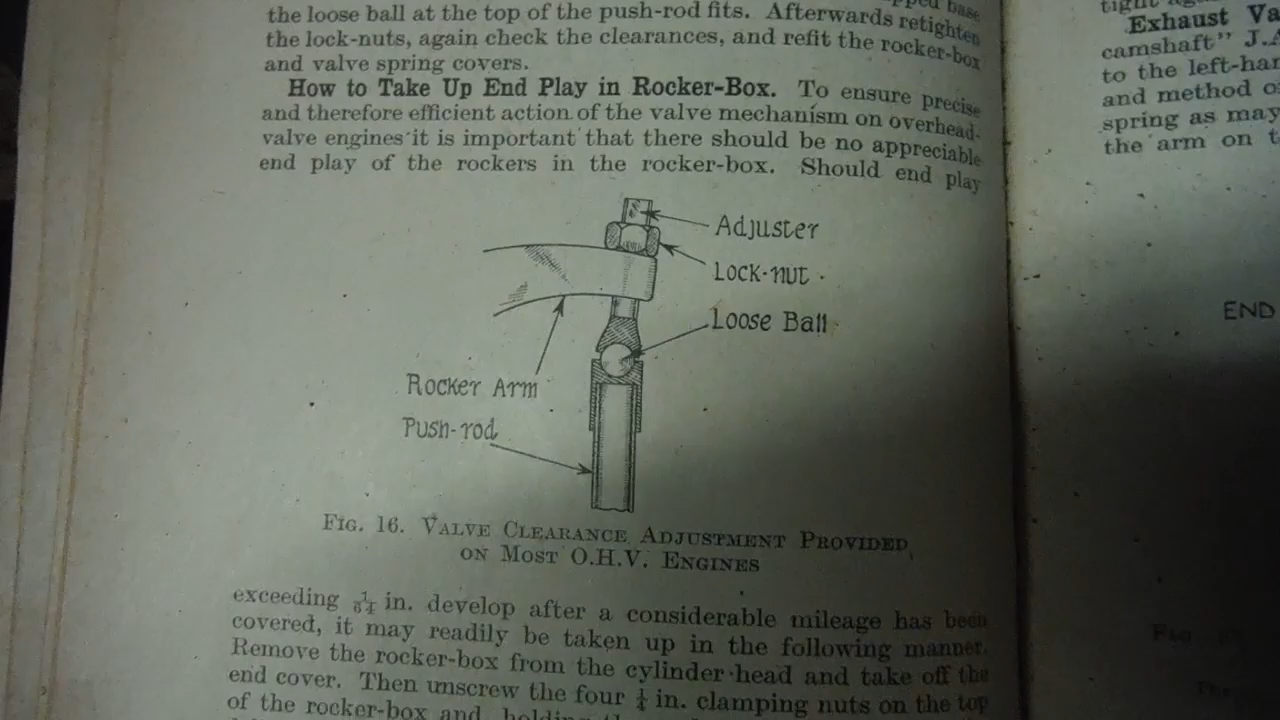 the loose ball at the top of the push-rod fits. Afterwards retighten
the lock-nuts, again check the clearances, and refit the rocker-box
and valve spring covers.
How to Take Up End Play in Rocker-Box. To ensure precise
and therefore efficient action of the valve mechanism on overhead-
valve engines it is important that there should be no appreciable
end play of the rockers in the rocker-box. Should end play
Adjuster
Lock-nut
Loose Ball
Rocker Arm
Push-rod
FIG. 16. VALVE CLEARANCE ADJUSTMENT PROVIDED
ON MOST O.H.V. ENGINES
exceeding 1/64 in. develop after a considerable mileage has been
covered, it may readily be taken up in the following manner.
Remove the rocker-box from the cylinder head and take off the
end cover. Then unscrew the four 1/4 in. clamping nuts on the top
of the rocker-box and, holding
Exhaust Va
camshaft" J.A
to the left-han
and method o
spring as may
the arm on t
END